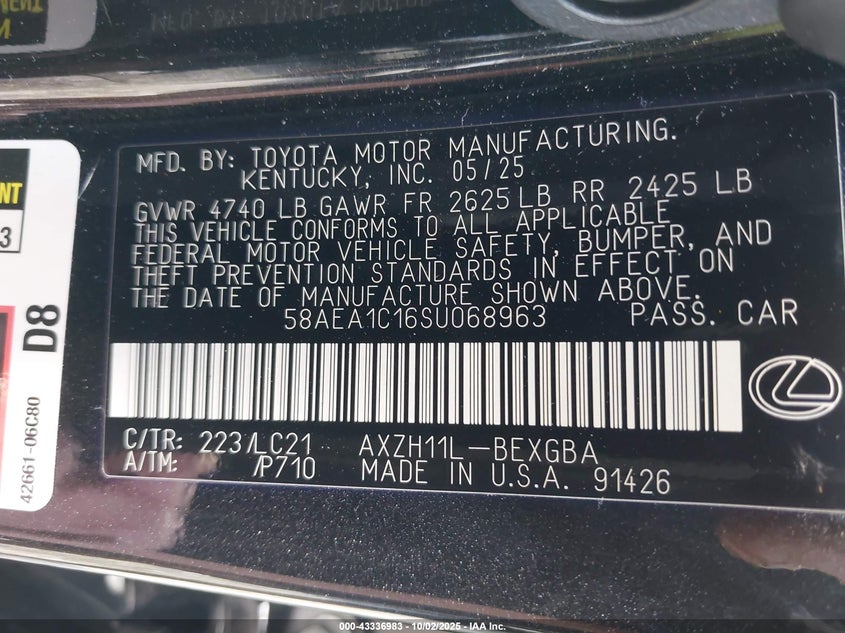 MFD. BY: TOYOTA MOTOR MANUFACTURING.
KENTUCKY, INC. 05/25
GVWR 4740 LB GAWR FR 2625 LB RR 2425 LB
THIS VEHICLE CONFORMS TO ALL APPLICABLE
FEDERAL MOTOR VEHICLE SAFETY, BUMPER, AND
THEFT PREVENTION STANDARDS IN EFFECT ON
THE DATE OF MANUFACTURE SHOWN ABOVE.
58AEA1C16SU068963 PASS. CAR
C/TR: 223/LC21 AXZH11L-BEXGBA
A/TM: /P710 MADE IN U.S.A. 91426
NT
3
D8
42661-06C80
000-43336983 - 10/02/2025 - IAA Inc.